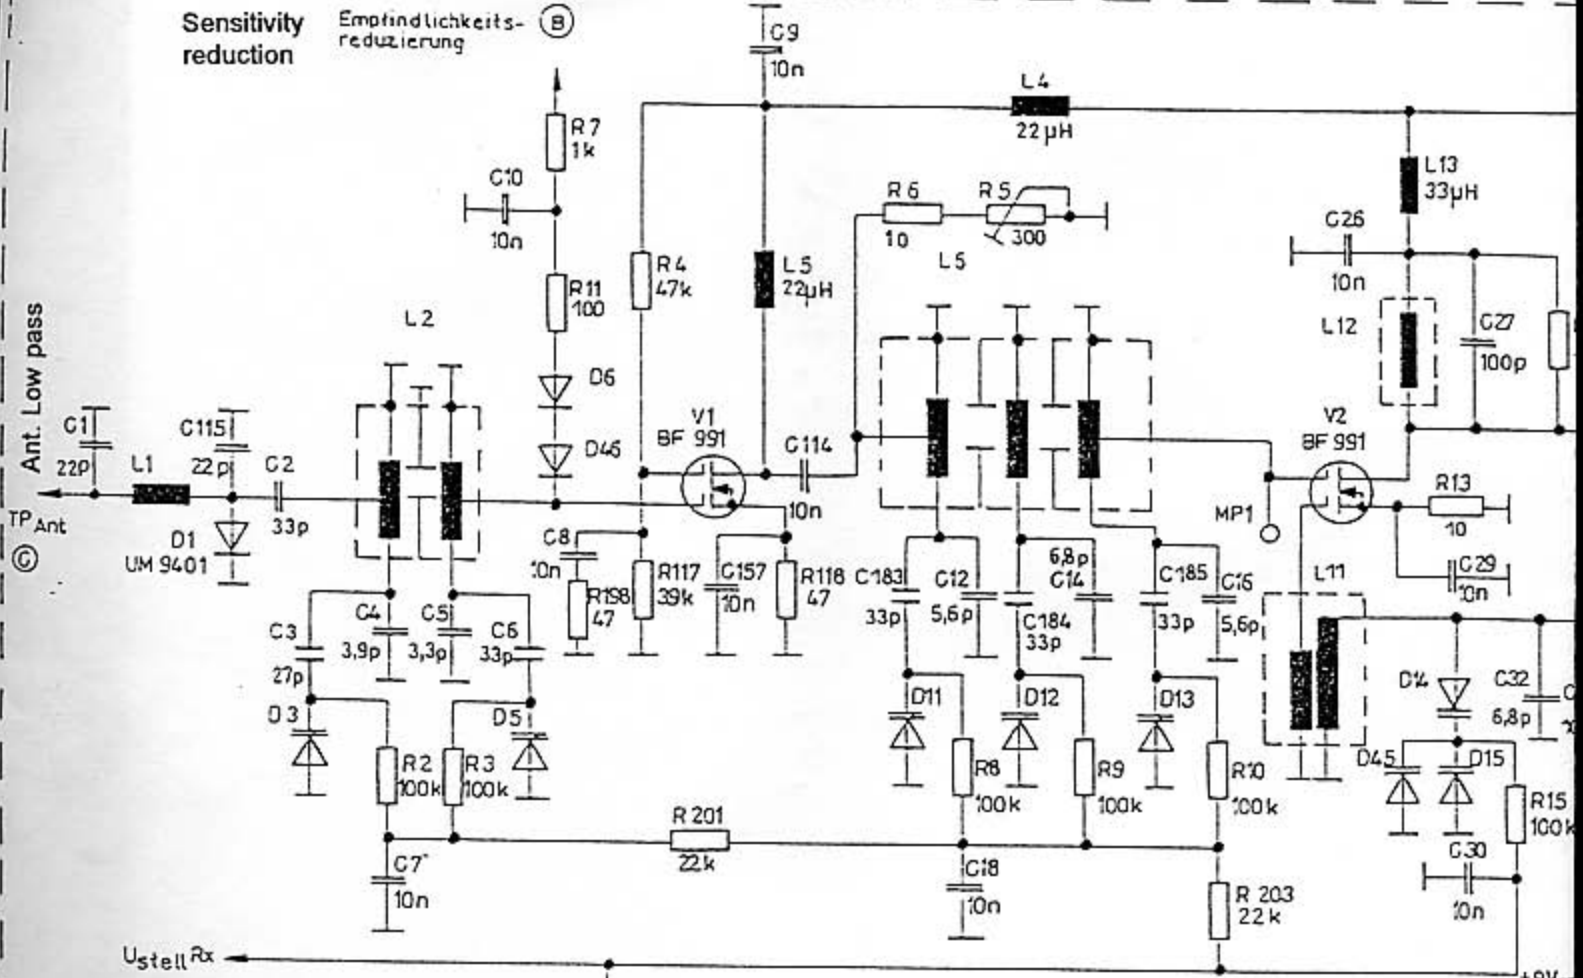 Sensitivity
reduction
Empfindlichkeits-
reduzierung
B
C9
10n
L4
22µH
R7
1k
C10
10n
R11
100
R4
47k
L5
22µH
R6
10
R5
300
L5
L13
33µH
C26
10n
L12
C27
100p
Ant. Low pass
L2
D6
D46
C1
22P
L1
C115
22p
C2
33p
V1
BF 991
C114
10n
V2
BF 991
TP Ant
C
D1
UM 9401
MP1
R13
10
C8
10n
R198
47
R117
39k
C157
10n
R118
47
C183
33p
C12
5,6p
6,8p
C14
C184
33p
C185
33p
C16
5,6p
L11
C29
10n
C3
27p
C4
3,9p
C5
3,3p
C6
33p
D3
D5
D11
D12
D13
D14
C32
6,8p
C
R2
100k
R3
100k
R8
100k
R9
100k
R10
100k
D45
D15
R15
100k
R 201
22k
C7
10n
C18
10n
R 203
22k
C30
10n
Ustell Rx
+9V